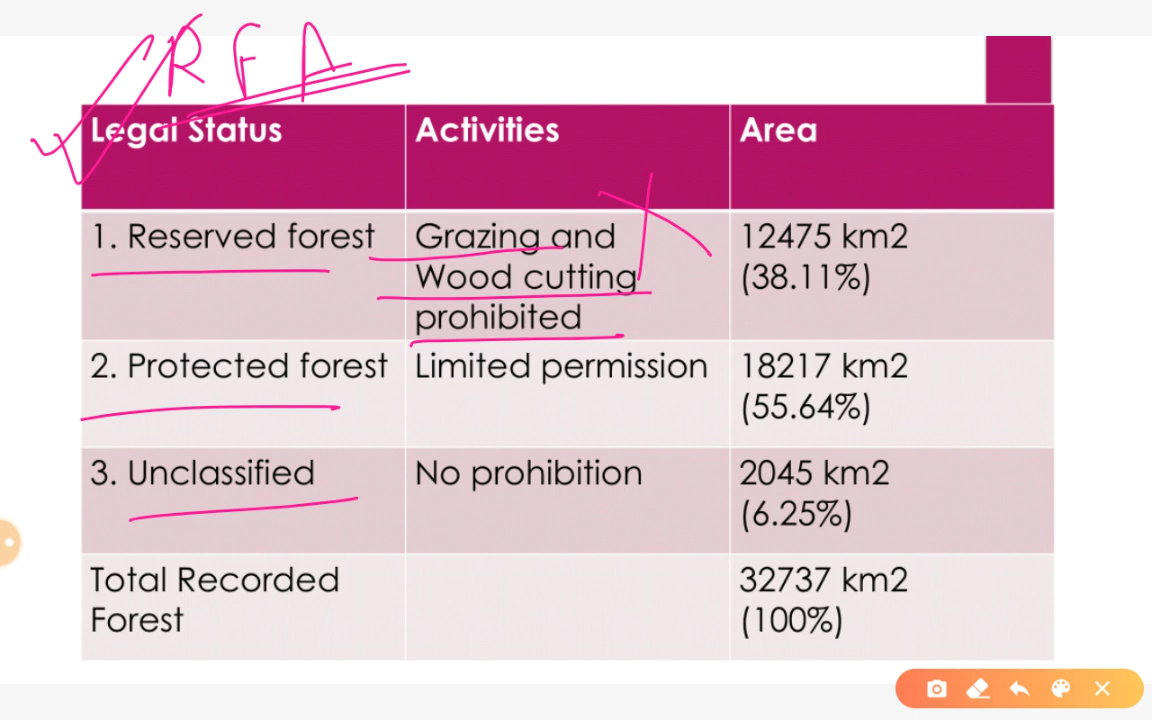 RFA
Legal Status Activities Area
1. Reserved forest Grazing and 12475 km2
Wood cutting (38.11%)
prohibited
2. Protected forest Limited permission 18217 km2
(55.64%)
3. Unclassified No prohibition 2045 km2
(6.25%)
Total Recorded 32737 km2
Forest (100%)